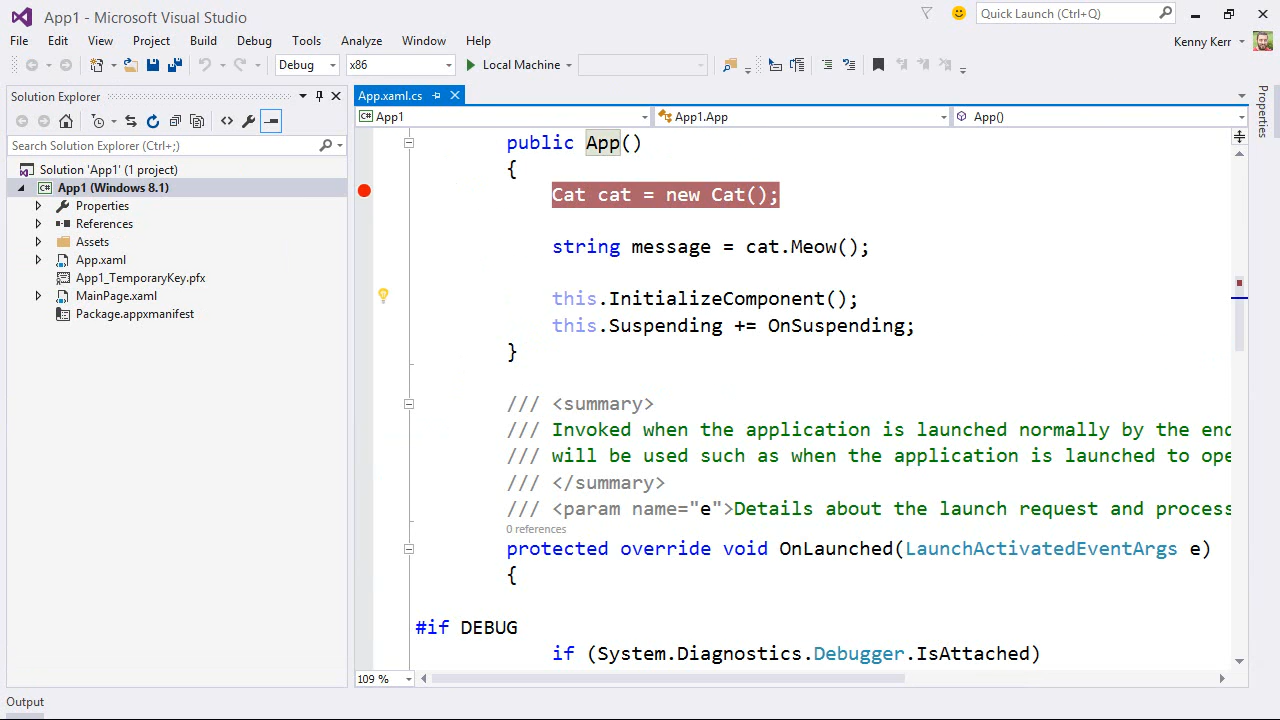 App1 - Microsoft Visual Studio
Quick Launch (Ctrl+Q)
File Edit View Project Build Debug Tools Analyze Window Help
Kenny Kerr
Debug x86 Local Machine
Solution Explorer
Search Solution Explorer (Ctrl+;)
Solution 'App1' (1 project)
App1 (Windows 8.1)
Properties
References
Assets
App.xaml
App1_TemporaryKey.pfx
MainPage.xaml
Package.appxmanifest
App.xaml.cs
App1 App1.App App()
public App()
{
Cat cat = new Cat();
string message = cat.Meow();
this.InitializeComponent();
this.Suspending += OnSuspending;
}
/// <summary>
/// Invoked when the application is launched normally by the end
/// will be used such as when the application is launched to ope
/// </summary>
/// <param name="e">Details about the launch request and process
0 references
protected override void OnLaunched(LaunchActivatedEventArgs e)
{
#if DEBUG
if (System.Diagnostics.Debugger.IsAttached)
109 %
Properties
Output